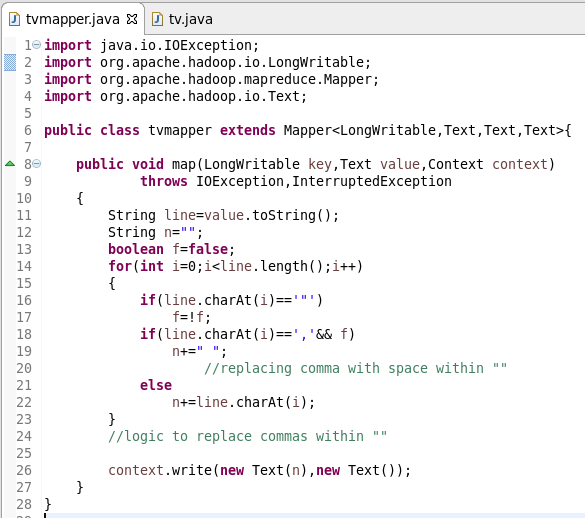 tvmapper.java tv.java
1 import java.io.IOException;
2 import org.apache.hadoop.io.LongWritable;
3 import org.apache.hadoop.mapreduce.Mapper;
4 import org.apache.hadoop.io.Text;
5
6 public class tvmapper extends Mapper<LongWritable,Text,Text,Text>{
7
8     public void map(LongWritable key,Text value,Context context)
9             throws IOException,InterruptedException
10     {
11         String line=value.toString();
12         String n="";
13         boolean f=false;
14         for(int i=0;i<line.length();i++)
15         {
16             if(line.charAt(i)=='"')
17                 f=!f;
18             if(line.charAt(i)==','&& f)
19                 n+=" ";
20                     //replacing comma with space within ""
21             else
22                 n+=line.charAt(i);
23         }
24         //logic to replace commas within ""
25
26         context.write(new Text(n),new Text());
27     }
28 }